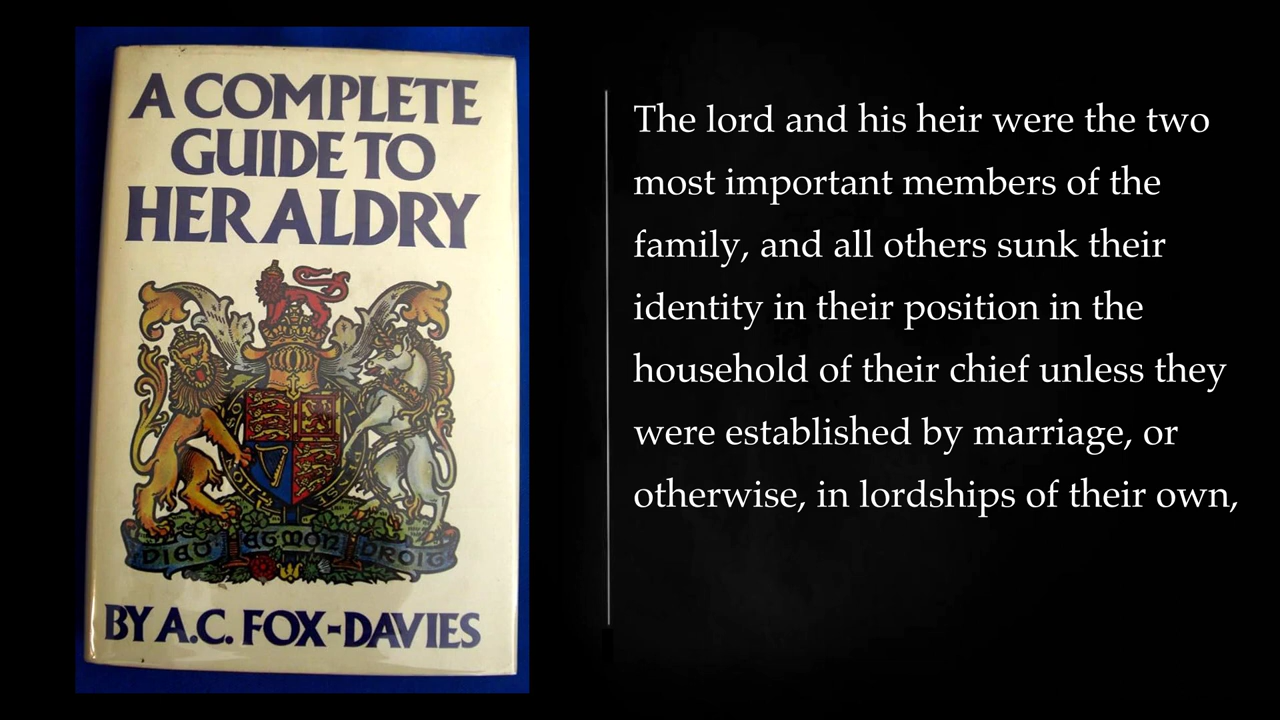 A COMPLETE
GUIDE TO
HERALDRY
DIEU ET MON DROIT
BY A.C. FOX-DAVIES
The lord and his heir were the two
most important members of the
family, and all others sunk their
identity in their position in the
household of their chief unless they
were established by marriage, or
otherwise, in lordships of their own,